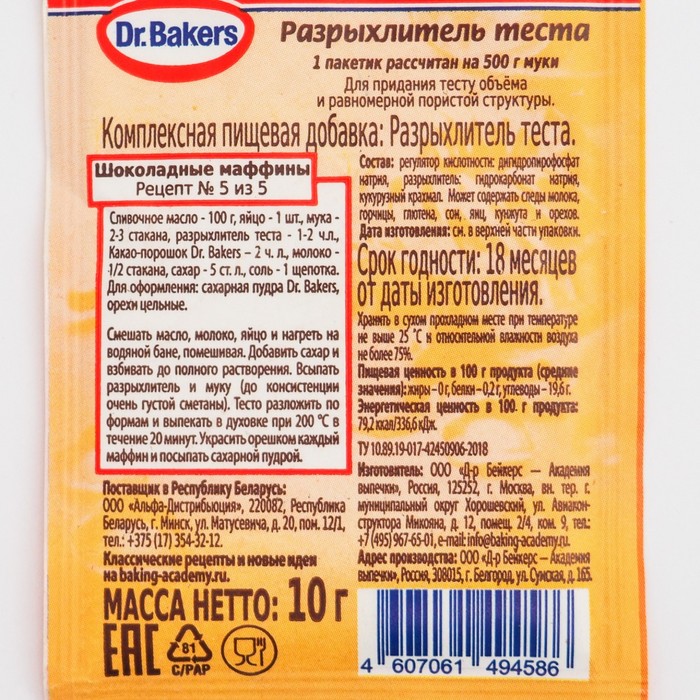 Dr.Bakers
Разрыхлитель теста
1 пакетик рассчитан на 500 г муки
Для придания тесту объёма
и равномерной пористой структуры.
Комплексная пищевая добавка: Разрыхлитель теста.
Шоколадные маффины
Рецепт № 5 из 5
Сливочное масло - 100 г, яйцо - 1 шт., мука -
2-3 стакана, разрыхлитель теста - 1-2 ч.л.,
Какао-порошок Dr. Bakers – 2 ч. л., молоко -
1/2 стакана, сахар - 5 ст. л., соль - 1 щепотка.
Для оформления: сахарная пудра Dr. Bakers,
орехи цельные.
Смешать масло, молоко, яйцо и нагреть на
водяной бане, помешивая. Добавить сахар и
взбивать до полного растворения. Всыпать
разрыхлитель и муку (до консистенции
очень густой сметаны). Тесто разложить по
формам и выпекать в духовке при 200 °С в
течение 20 минут. Украсить орешком каждый
маффин и посыпать сахарной пудрой.
Поставщик в Республику Беларусь:
ООО «Альфа-Дистрибьюция», 220082, Республика
Беларусь, г. Минск, ул. Матусевича, д. 20, пом. 12/1,
тел.: +375 (17) 354-32-12.
Классические рецепты и новые идеи
на baking-academy.ru.
МАССА НЕТТО: 10 г
EAC
81
C/PAP
Состав: регулятор кислотности: дигидропирофосфат
натрия, разрыхлитель: гидрокарбонат натрия,
кукурузный крахмал. Может содержать следы молока,
горчицы, глютена, сои, яиц, кунжута и орехов.
Дата изготовления: см. в верхней части упаковки.
Срок годности: 18 месяцев
от даты изготовления.
Хранить в сухом прохладном месте при температуре
не выше 25 °С и относительной влажности воздуха
не более 75%.
Пищевая ценность в 100 г продукта (средние
значения): жиры – 0 г, белки – 0,2 г, углеводы – 19,6 г.
Энергетическая ценность в 100 г продукта:
79,2 ккал/336,6 кДж.
ТУ 10.89.19-017-42450906-2018
Изготовитель: ООО «Д-р Бейкерс — Академия
выпечки», Россия, 125252, г. Москва, вн. тер. г.
муниципальный округ Хорошевский, ул. Авиакон-
структора Микояна, д. 12, помещ. 2/4, ком. 9, тел.:
+7 (495) 967-65-01, e-mail: info@baking-academy.ru.
Адрес производства: ООО «Д-р Бейкерс — Академия
выпечки», Россия, 308015, г. Белгород, ул. Сумская, д. 165.
4 607061 494586